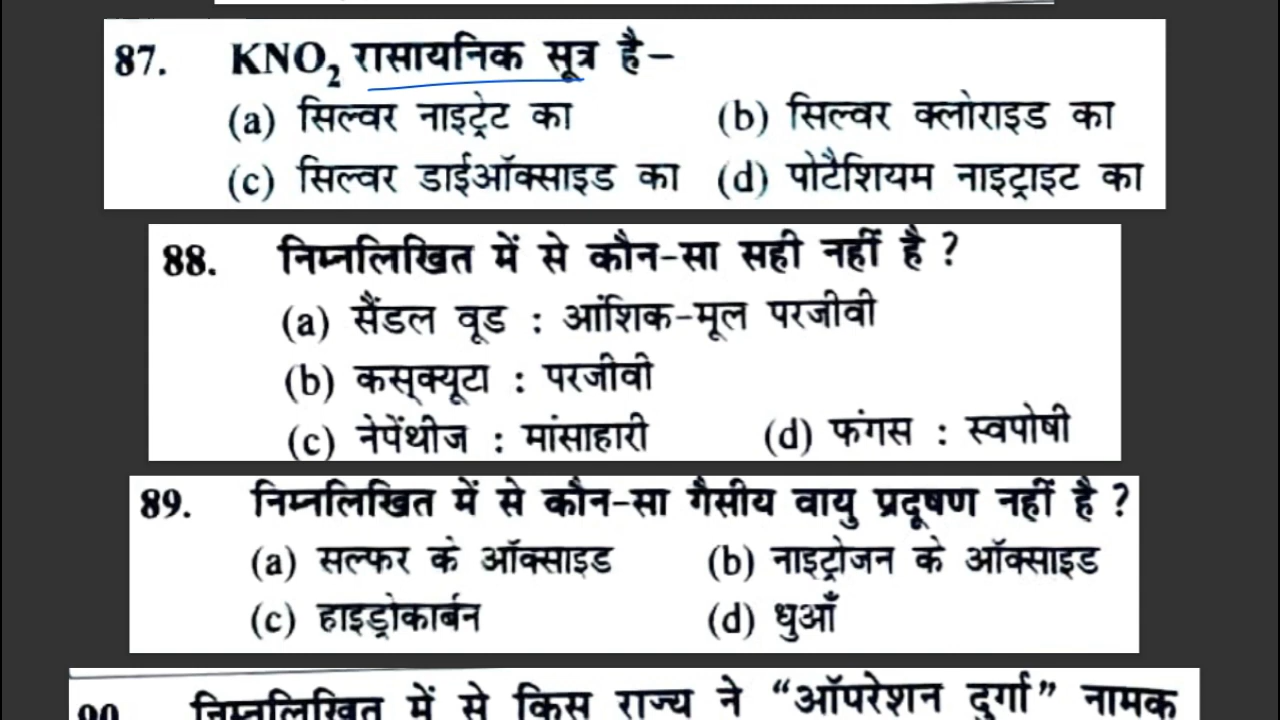 87. KNO₂ रासायनिक सूत्र है–
(a) सिल्वर नाइट्रेट का (b) सिल्वर क्लोराइड का
(c) सिल्वर डाईऑक्साइड का (d) पोटैशियम नाइट्राइट का
88. निम्नलिखित में से कौन-सा सही नहीं है ?
(a) सैंडल वूड : आंशिक-मूल परजीवी
(b) कस्क्यूटा : परजीवी
(c) नेपेंथीज : मांसाहारी (d) फंगस : स्वपोषी
89. निम्नलिखित में से कौन-सा गैसीय वायु प्रदूषण नहीं है ?
(a) सल्फर के ऑक्साइड (b) नाइट्रोजन के ऑक्साइड
(c) हाइड्रोकार्बन (d) धुआँ
90. निम्नलिखित में से किस राज्य ने “ऑपरेशन दुर्गा” नामक